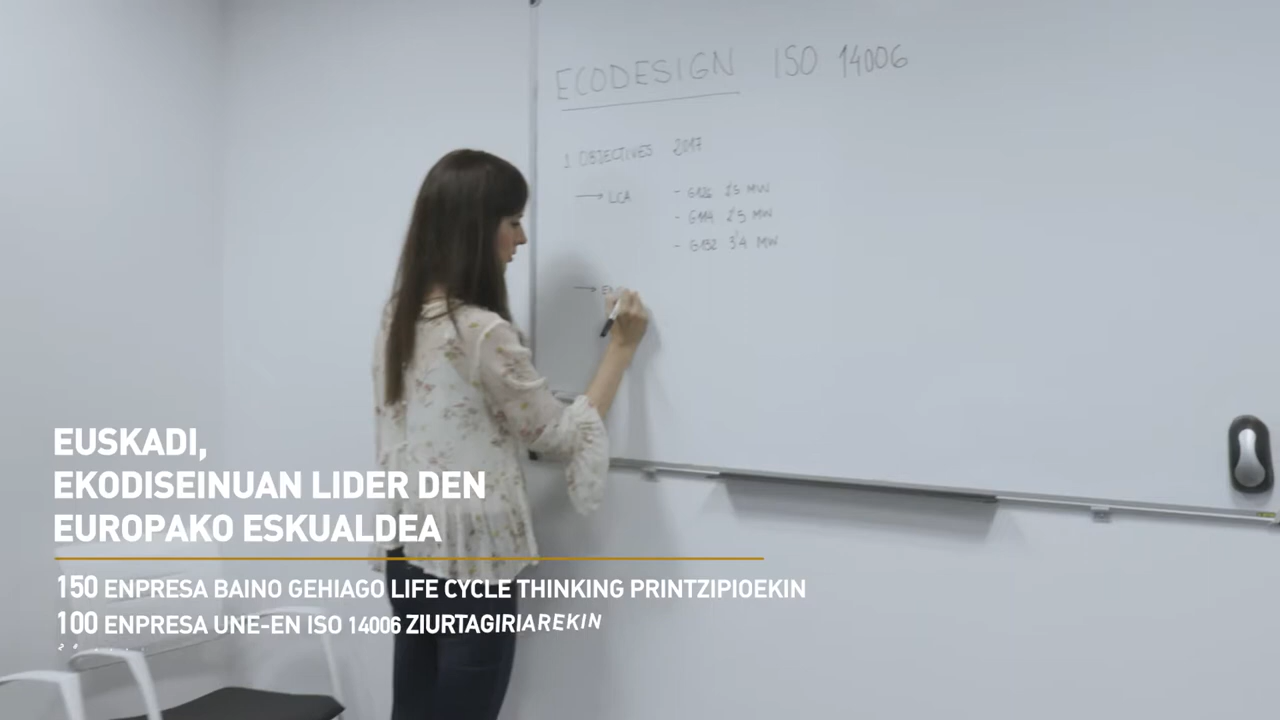 ECODESIGN ISO 14006
1 OBJECTIVES 2017
→ LCA - G126 2'5 MW
- G114 2'5 MW
- G132 3'4 MW
→
EUSKADI,
EKODISEINUAN LIDER DEN
EUROPAKO ESKUALDEA
150 ENPRESA BAINO GEHIAGO LIFE CYCLE THINKING PRINTZIPIOEKIN
100 ENPRESA UNE-EN ISO 14006 ZIURTAGIRIAREKIN